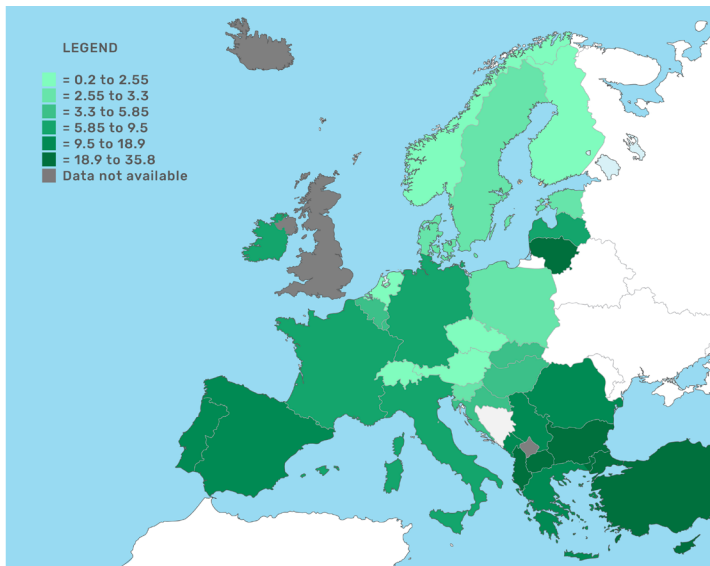 LEGEND
= 0.2 to 2.55
= 2.55 to 3.3
= 3.3 to 5.85
= 5.85 to 9.5
= 9.5 to 18.9
= 18.9 to 35.8
Data not available